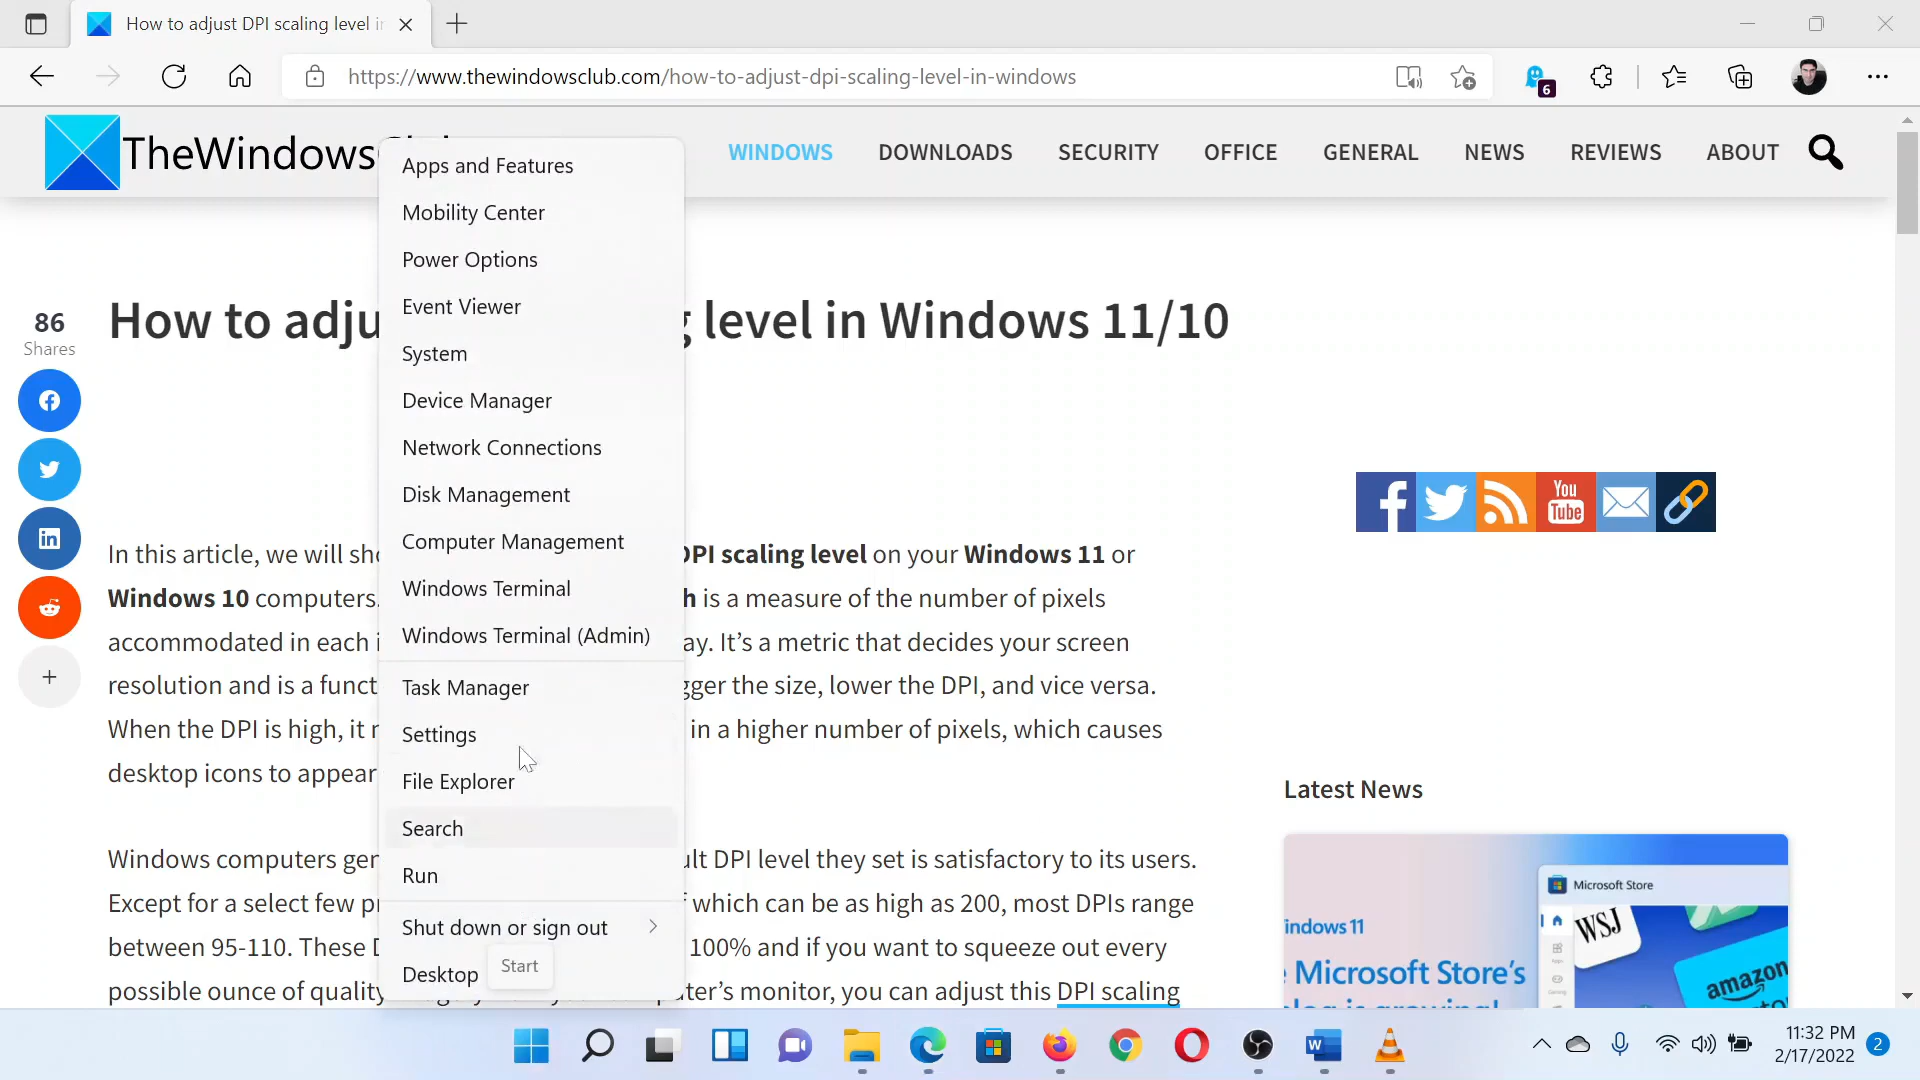 How to adjust DPI scaling level in
https://www.thewindowsclub.com/how-to-adjust-dpi-scaling-level-in-windows
6
TheWindows
WINDOWS
DOWNLOADS
SECURITY
OFFICE
GENERAL
NEWS
REVIEWS
ABOUT
Apps and Features
Mobility Center
Power Options
Event Viewer
System
Device Manager
Network Connections
Disk Management
Computer Management
Windows Terminal
Windows Terminal (Admin)
Task Manager
Settings
File Explorer
Search
Run
Shut down or sign out
Desktop
Start
86
Shares
How to adju g level in Windows 11/10
In this article, we will sho DPI scaling level on your Windows 11 or
Windows 10 computers. h is a measure of the number of pixels
accommodated in each i ay. It’s a metric that decides your screen
resolution and is a funct gger the size, lower the DPI, and vice versa.
When the DPI is high, it r in a higher number of pixels, which causes
desktop icons to appear
Windows computers ger ult DPI level they set is satisfactory to its users.
Except for a select few pr which can be as high as 200, most DPIs range
between 95-110. These D 100% and if you want to squeeze out every
possible ounce of quality ter’s monitor, you can adjust this DPI scaling
You
Tube
Latest News
Microsoft Store
indows 11
WSJ
Microsoft Store's
log is growing!
amazon
11:32 PM
2/17/2022
2